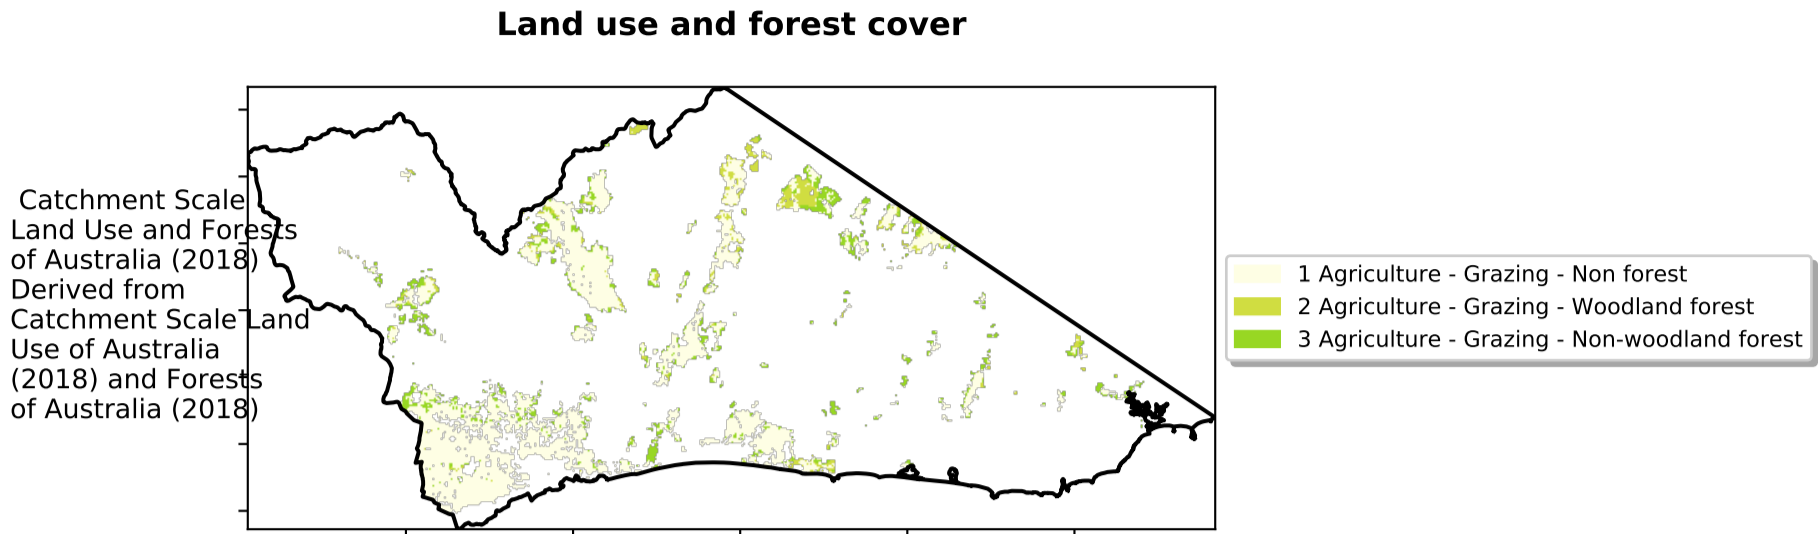 Land use and forest cover
Catchment Scale
Land Use and Forests
of Australia (2018)
Derived from
Catchment Scale Land
Use of Australia
(2018) and Forests
of Australia (2018)
1 Agriculture - Grazing - Non forest
2 Agriculture - Grazing - Woodland forest
3 Agriculture - Grazing - Non-woodland forest